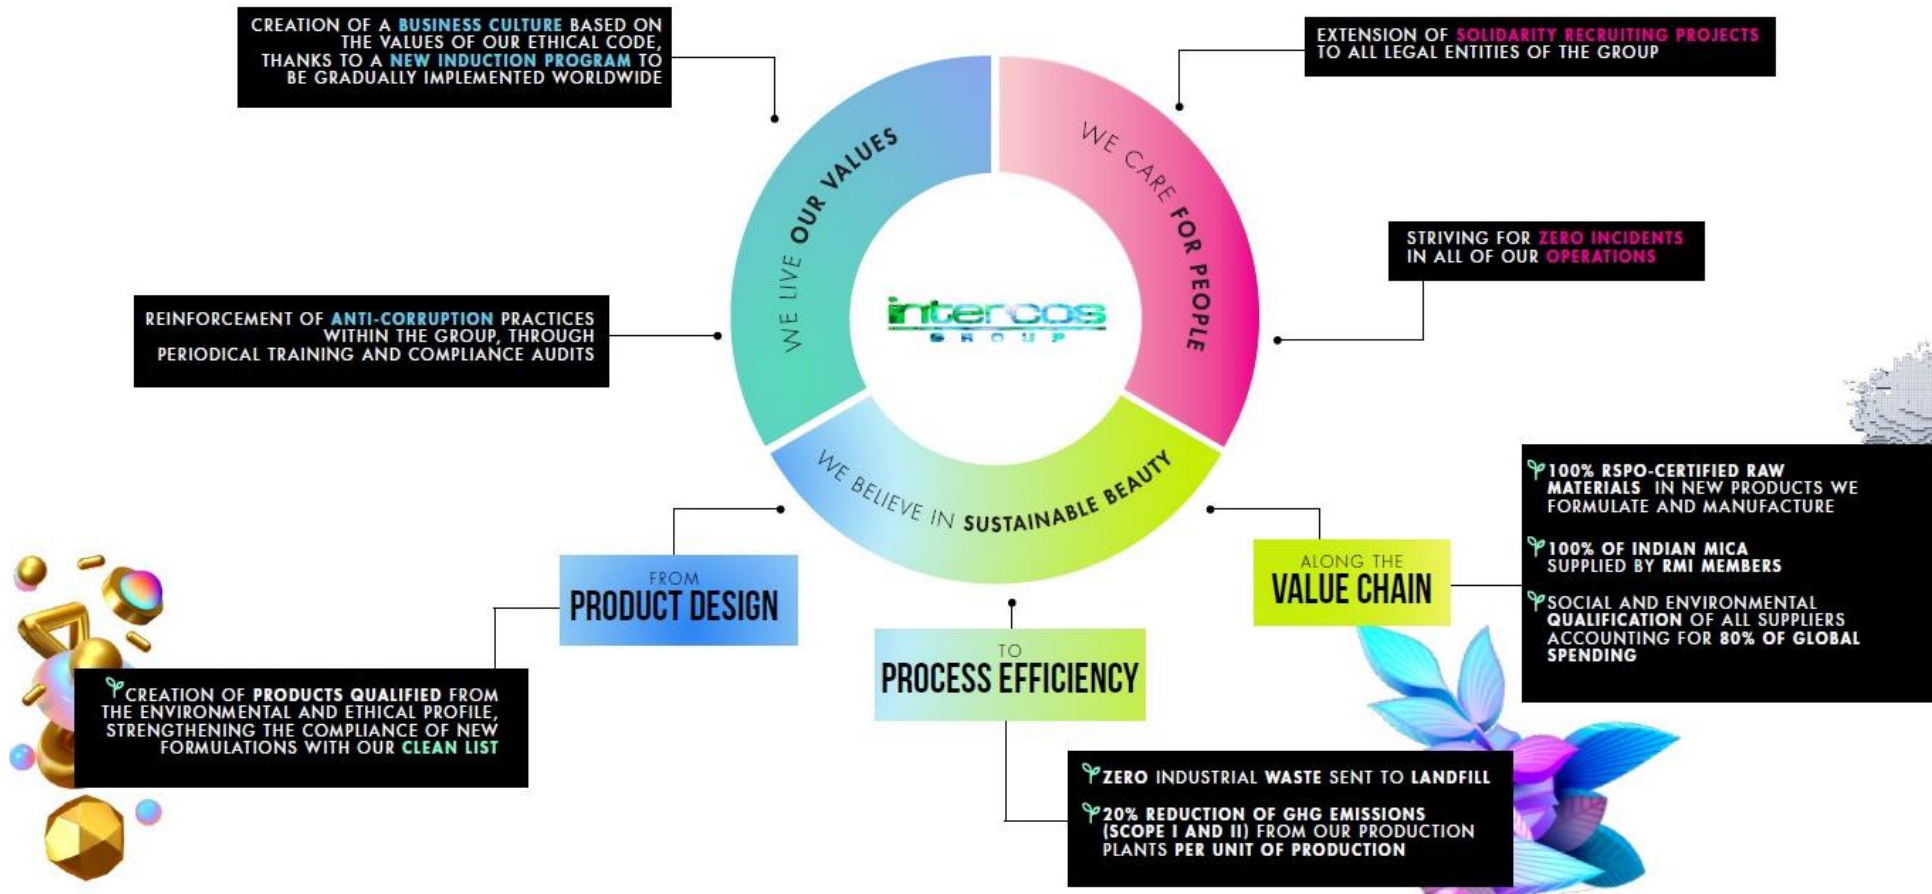 CREATION OF A BUSINESS CULTURE BASED ON
THE VALUES OF OUR ETHICAL CODE,
THANKS TO A NEW INDUCTION PROGRAM TO
BE GRADUALLY IMPLEMENTED WORLDWIDE
EXTENSION OF SOLIDARITY RECRUITING PROJECTS
TO ALL LEGAL ENTITIES OF THE GROUP
WE LIVE OUR VALUES
WE CARE FOR PEOPLE
STRIVING FOR ZERO INCIDENTS
IN ALL OF OUR OPERATIONS
REINFORCEMENT OF ANTI-CORRUPTION PRACTICES
WITHIN THE GROUP, THROUGH
PERIODICAL TRAINING AND COMPLIANCE AUDITS
intercos
GROUP
WE BELIEVE IN SUSTAINABLE BEAUTY
FROM
PRODUCT DESIGN
CREATION OF PRODUCTS QUALIFIED FROM
THE ENVIRONMENTAL AND ETHICAL PROFILE,
STRENGTHENING THE COMPLIANCE OF NEW
FORMULATIONS WITH OUR CLEAN LIST
TO
PROCESS EFFICIENCY
ZERO INDUSTRIAL WASTE SENT TO LANDFILL
20% REDUCTION OF GHG EMISSIONS
(SCOPE I AND II) FROM OUR PRODUCTION
PLANTS PER UNIT OF PRODUCTION
ALONG THE
VALUE CHAIN
100% RSPO-CERTIFIED RAW
MATERIALS IN NEW PRODUCTS WE
FORMULATE AND MANUFACTURE
100% OF INDIAN MICA
SUPPLIED BY RMI MEMBERS
SOCIAL AND ENVIRONMENTAL
QUALIFICATION OF ALL SUPPLIERS
ACCOUNTING FOR 80% OF GLOBAL
SPENDING